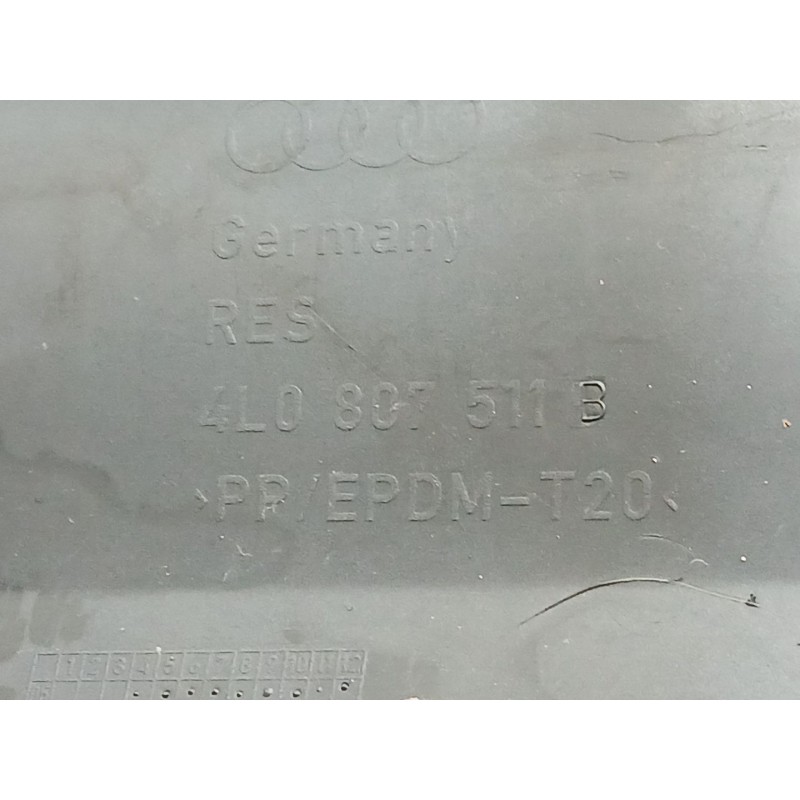 Germany
RES
4L0 807 511 B
>PP/EPDM-T20<
1 2 3 4 5 6 7 8 9 10 11 12